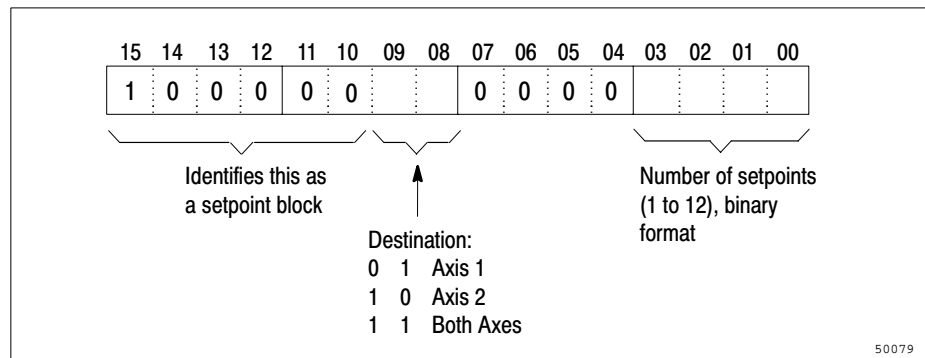 15 14 13 12 11 10 09 08 07 06 05 04 03 02 01 00
1 0 0 0 0 0 0 0 0 0
Identifies this as
a setpoint block
Destination:
0 1 Axis 1
1 0 Axis 2
1 1 Both Axes
Number of setpoints
(1 to 12), binary
format
50079